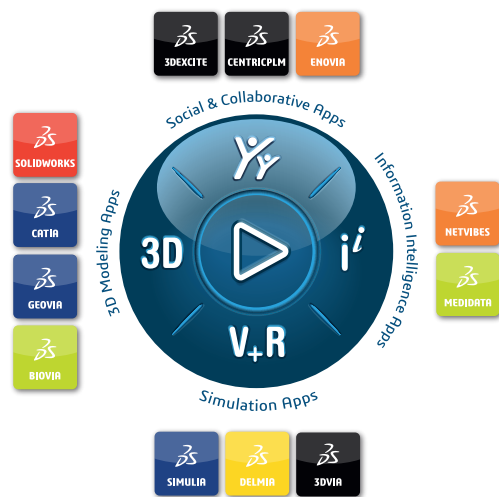 3DEXCITE
CENTRICPLM
ENOVIA
Social & Collaborative Apps
SOLIDWORKS
CATIA
GEOVIA
BIOVIA
3D Modeling Apps
3D
i i
V+R
Information Intelligence Apps
NETVIBES
MEDIDATA
Simulation Apps
SIMULIA
DELMIA
3DVIA